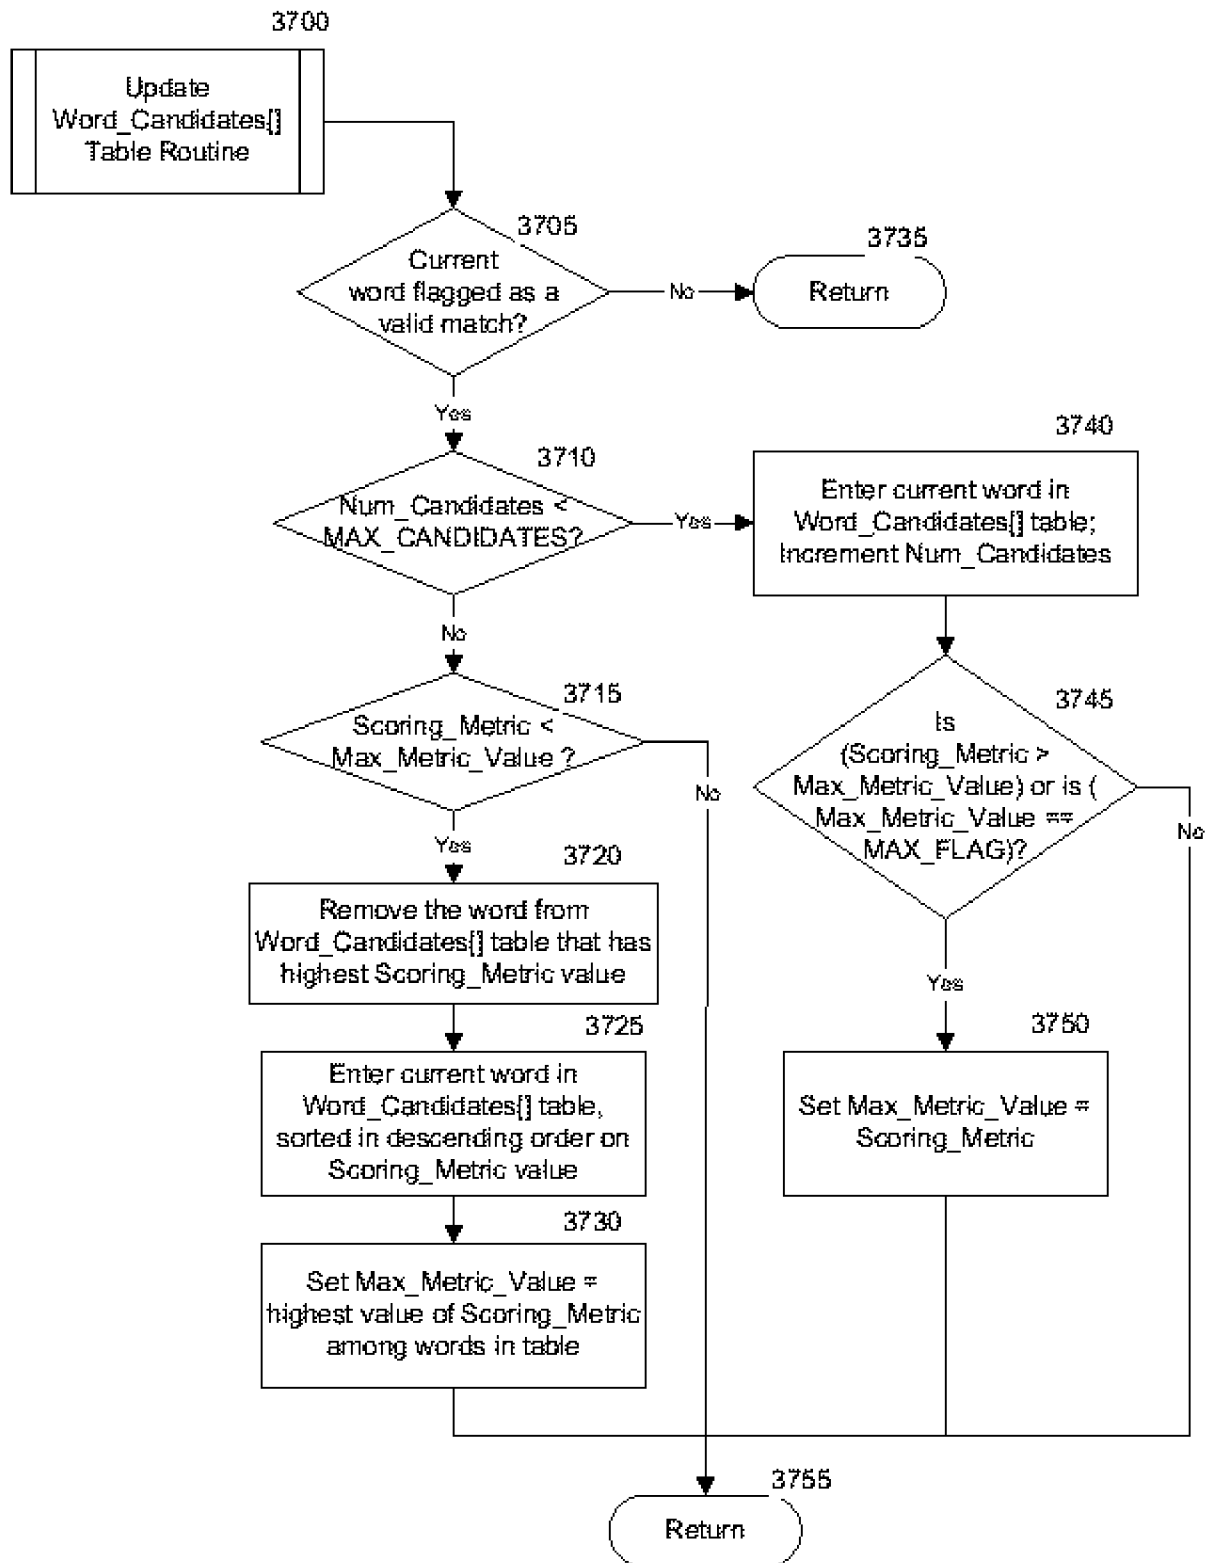 3700
Update
Word_Candidates[]
Table Routine
3705
Current
word flagged as a
valid match?
No
3735
Return
Yes
3710
Num_Candidates <
MAX_CANDIDATES?
Yes
3740
Enter current word in
Word_Candidates[] table;
Increment Num_Candidates
No
3715
Scoring_Metric <
Max_Metric_Value ?
No
3745
Is
(Scoring_Metric >
Max_Metric_Value) or is (
Max_Metric_Value ==
MAX_FLAG)?
No
Yes
3720
Remove the word from
Word_Candidates[] table that has
highest Scoring_Metric value
Yes
3725
Enter current word in
Word_Candidates[] table,
sorted in descending order on
Scoring_Metric value
3750
Set Max_Metric_Value =
Scoring_Metric
3730
Set Max_Metric_Value =
highest value of Scoring_Metric
among words in table
3755
Return